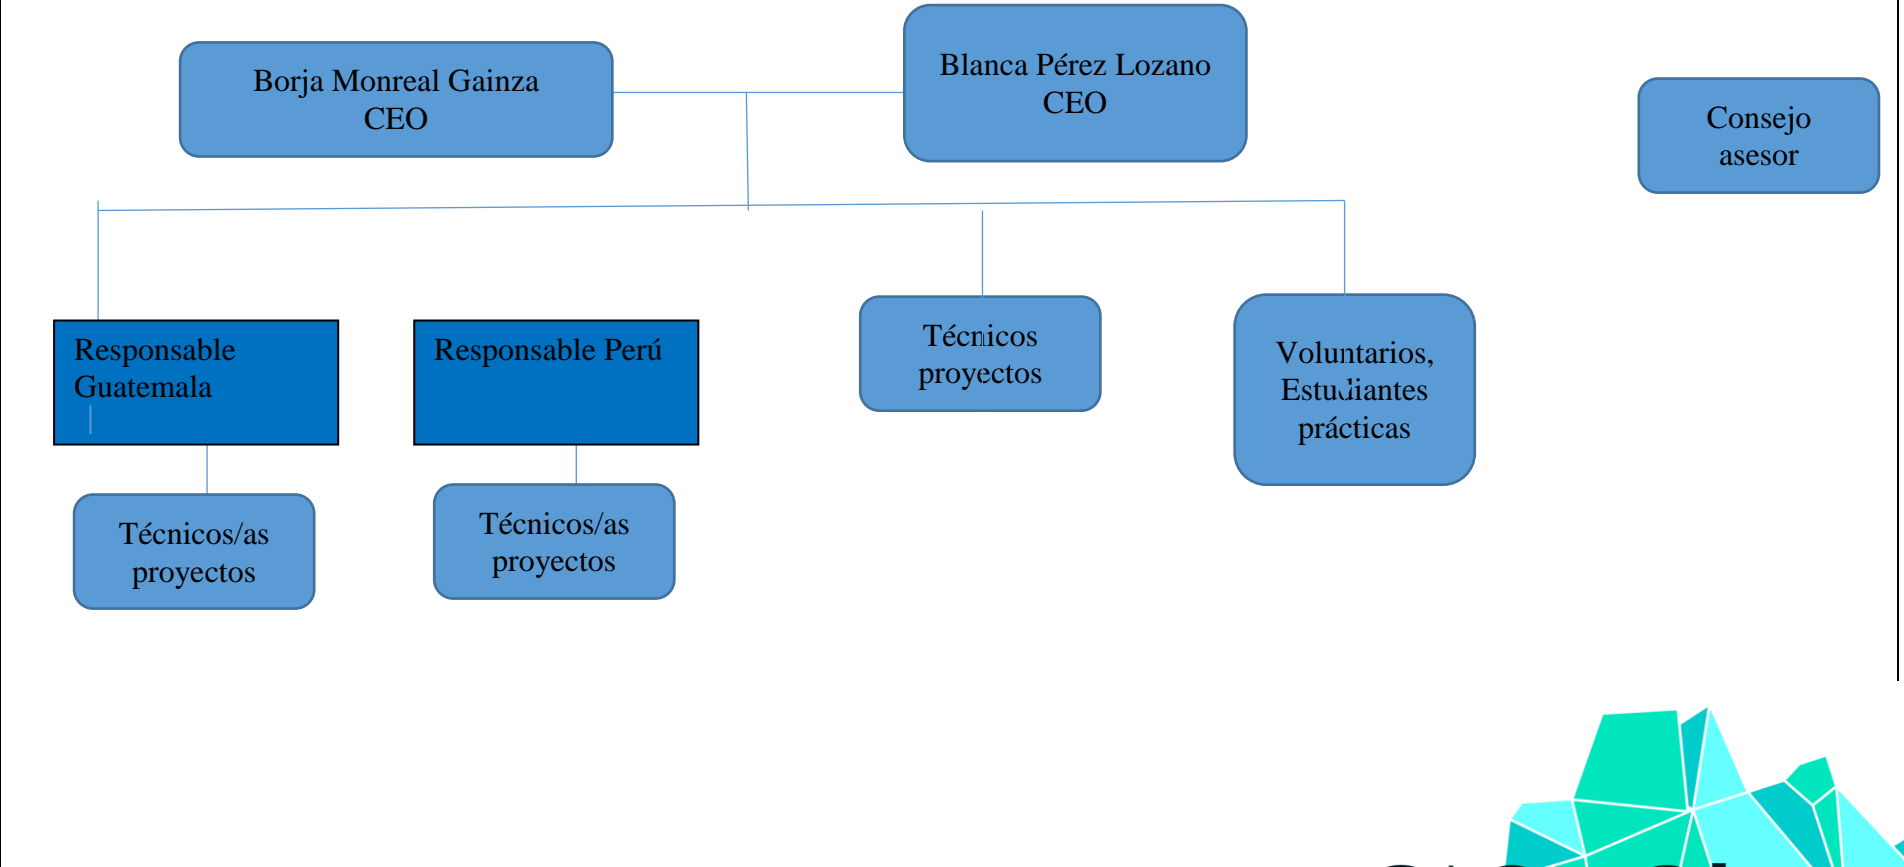 Borja Monreal Gainza
CEO
Blanca Pérez Lozano
CEO
Consejo
asesor
Responsable
Guatemala
Responsable Perú
Técnicos
proyectos
Voluntarios,
Estudiantes
prácticas
Técnicos/as
proyectos
Técnicos/as
proyectos